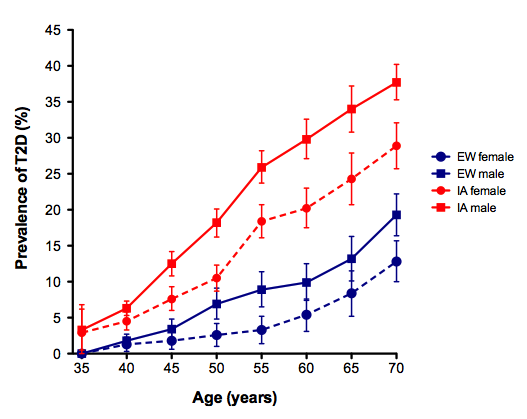 Prevalence of T2D (%)
45
40
35
30
25
20
15
10
5
0
35 40 45 50 55 60 65 70
Age (years)
EW female
EW male
IA female
IA male